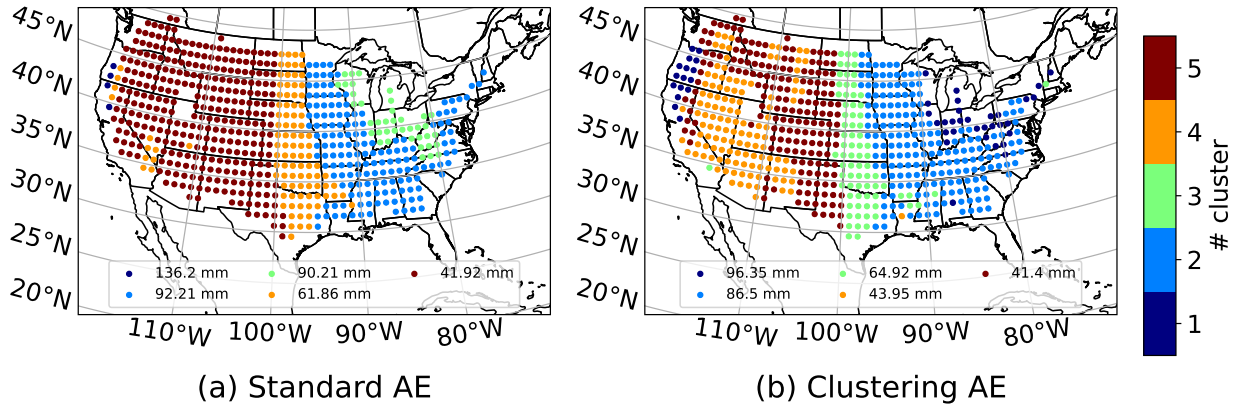 45°N
40°N
35°N
30°N
25°N
20°N
136.2 mm
90.21 mm
41.92 mm
92.21 mm
61.86 mm
110°W
100°W
90°W
80°W
(a) Standard AE
45°N
40°N
35°N
30°N
25°N
20°N
96.35 mm
64.92 mm
41.4 mm
86.5 mm
43.95 mm
110°W
100°W
90°W
80°W
(b) Clustering AE
5
4
3
2
1
# cluster